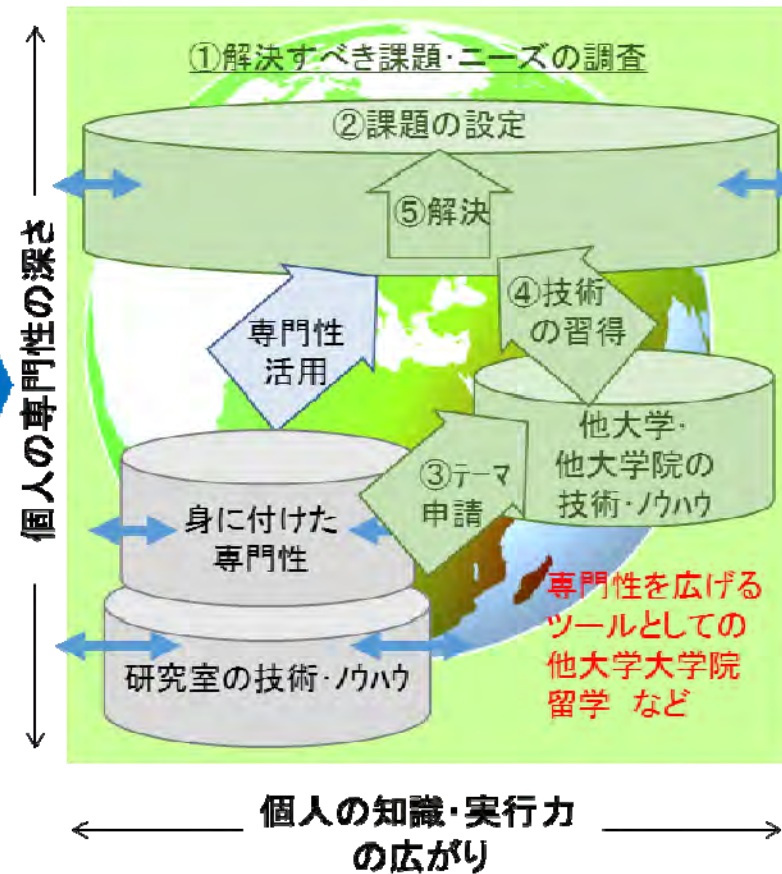 ①解決すべき課題・ニーズの調査
②課題の設定
⑤解決
④技術
の習得
専門性
活用
他大学・
他大学院の
技術・ノウハウ
③テーマ
申請
身に付けた
専門性
研究室の技術・ノウハウ
専門性を広げる
ツールとしての
他大学大学院
留学 など
個人の専門性の深さ
個人の知識・実行力
の広がり